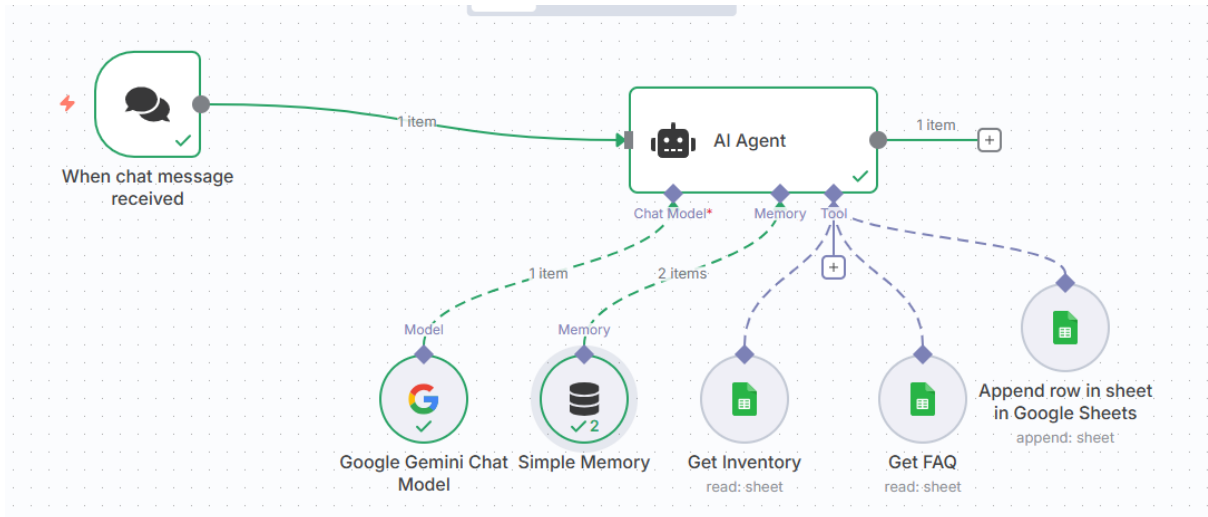 When chat message
received
1 item
AI Agent
1 item
Chat Model*
Memory
Tool
1 item
2 items
Model
Memory
Google Gemini Chat
Model
2
Simple Memory
Get Inventory
read: sheet
Get FAQ
read: sheet
Append row in sheet
in Google Sheets
append: sheet